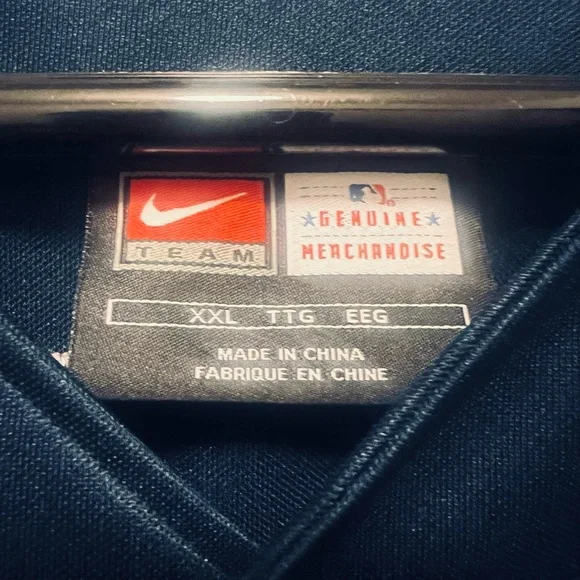 TEAM
GENUINE
MERCHANDISE
XXL TTG EEG
MADE IN CHINA
FABRIQUE EN CHINE